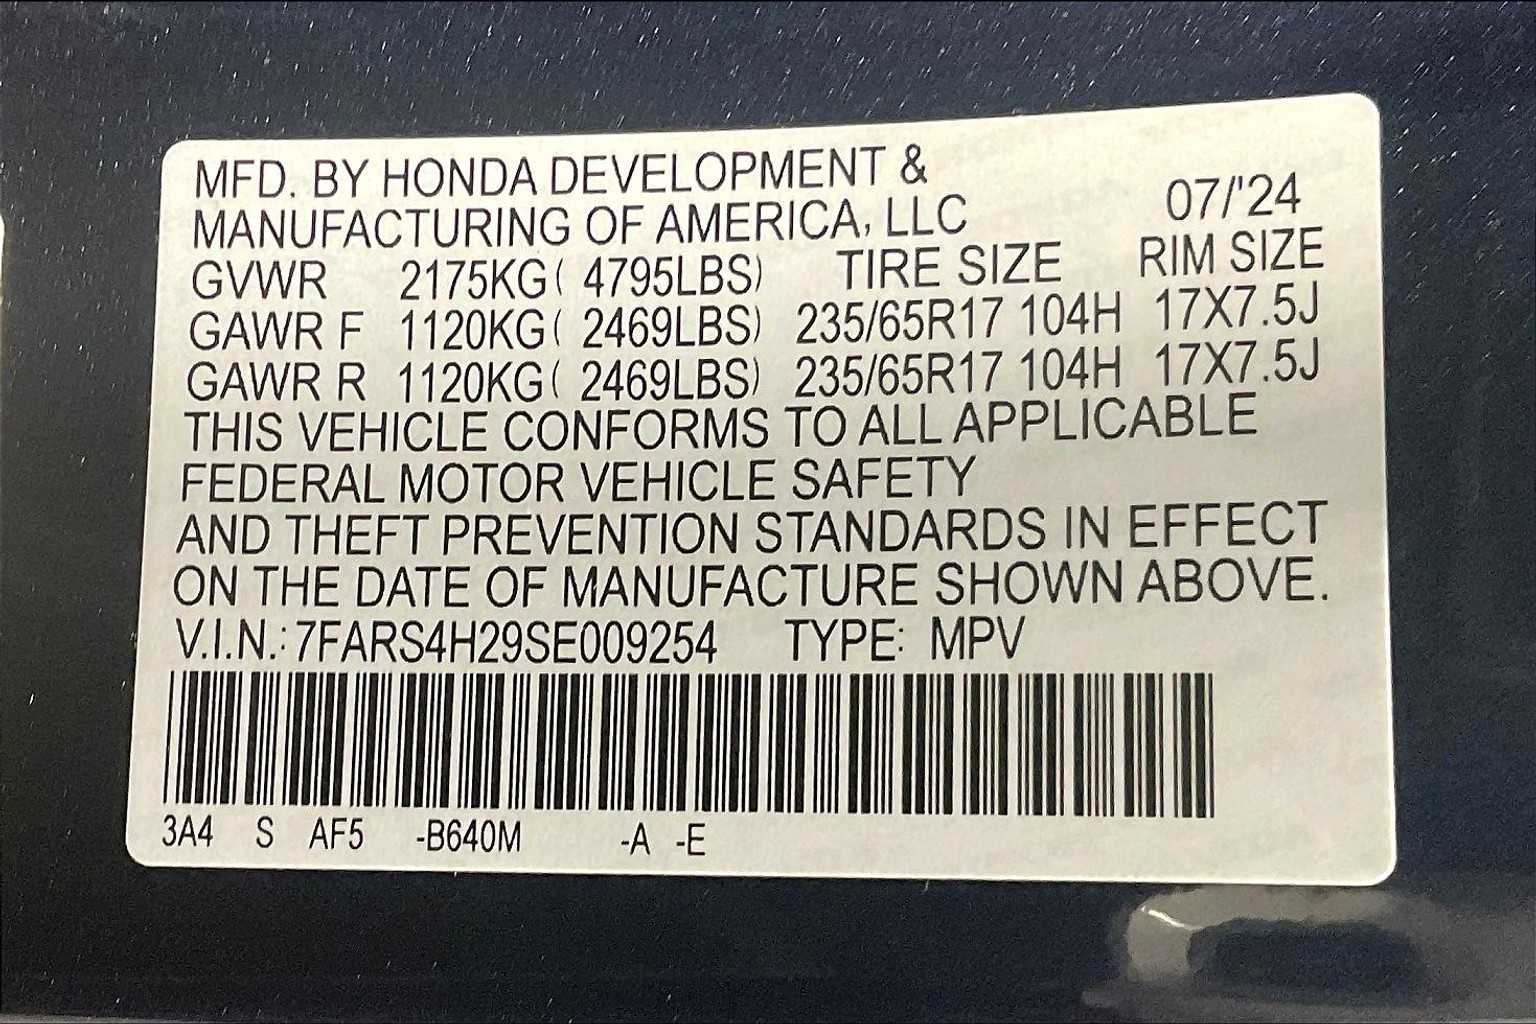 MFD. BY HONDA DEVELOPMENT &
MANUFACTURING OF AMERICA, LLC 07/'24
GVWR 2175KG( 4795LBS) TIRE SIZE RIM SIZE
GAWR F 1120KG( 2469LBS) 235/65R17 104H 17X7.5J
GAWR R 1120KG( 2469LBS) 235/65R17 104H 17X7.5J
THIS VEHICLE CONFORMS TO ALL APPLICABLE
FEDERAL MOTOR VEHICLE SAFETY
AND THEFT PREVENTION STANDARDS IN EFFECT
ON THE DATE OF MANUFACTURE SHOWN ABOVE.
V.I.N.: 7FARS4H29SE009254 TYPE: MPV
3A4 S AF5 -B640M -A -E